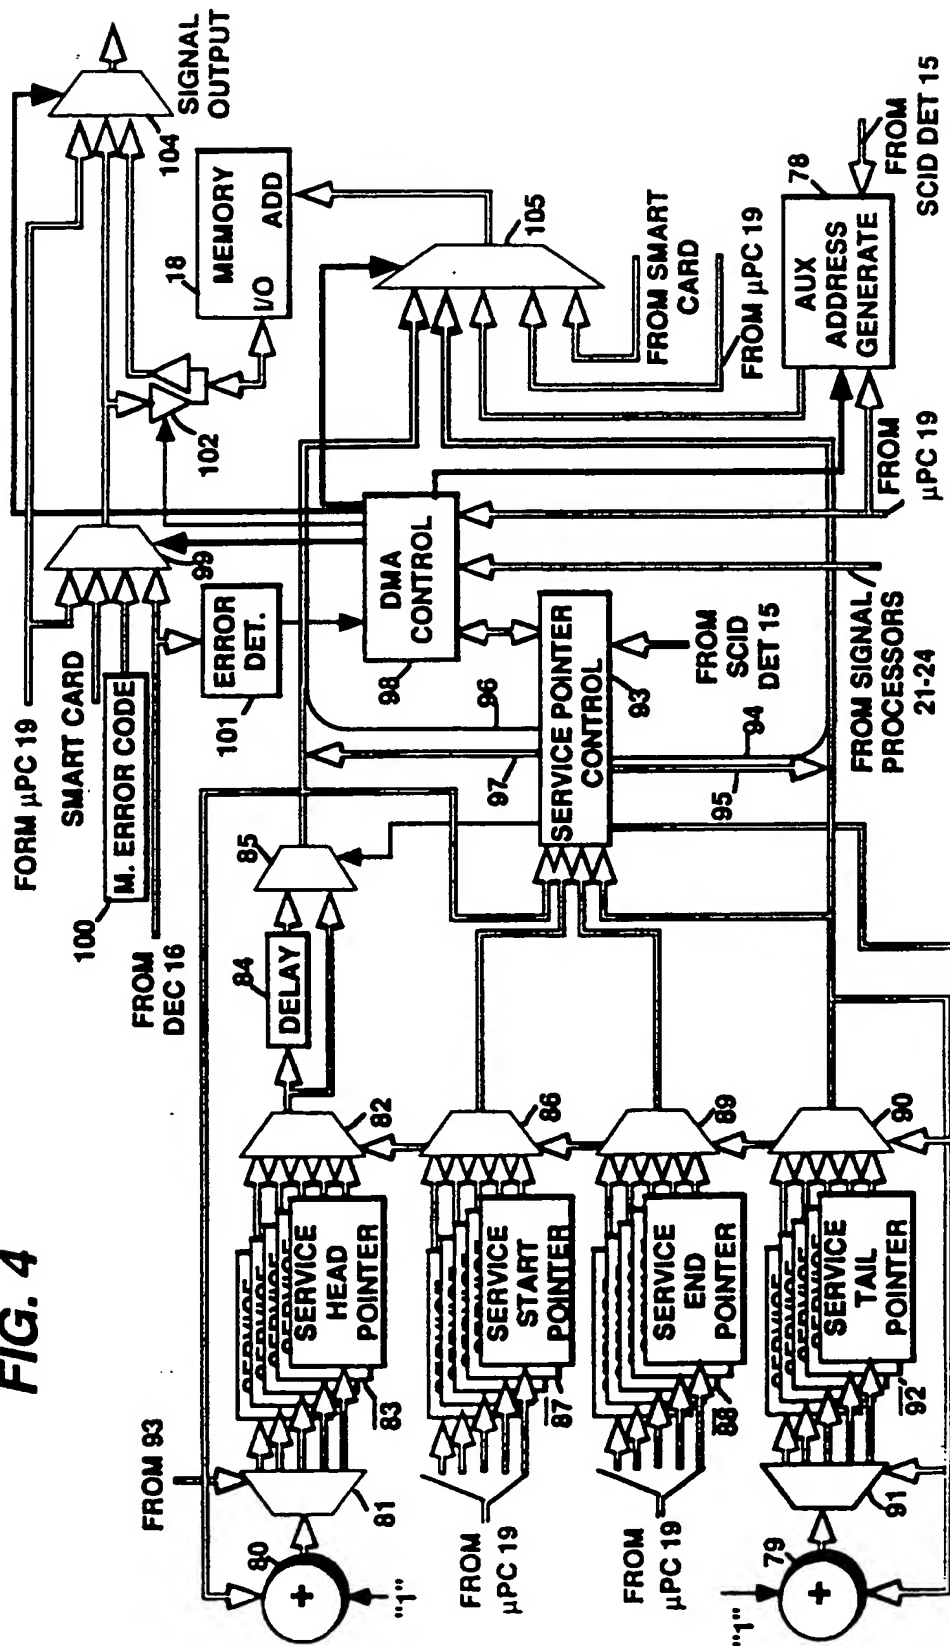 FIG. 4
FORM µPC 19
SMART CARD
100
M. ERROR CODE
FROM
DEC 16
99
101
ERROR
DET.
102
104
SIGNAL
OUTPUT
18
MEMORY
I/O
ADD
105
FROM SMART
CARD
FROM µPC 19
78
AUX
ADDRESS
GENERATE
FROM
SCID DET 15
FROM
µPC 19
98
DMA
CONTROL
96
97
SERVICE POINTER
CONTROL
93
FROM
SCID
DET 15
94
95
FROM SIGNAL
PROCESSORS
21-24
84
DELAY
85
FROM 93
80
+
"1"
81
SERVICE
SERVICE
SERVICE
SERVICE
HEAD
POINTER
83
82
FROM
µPC 19
SERVICE
START
POINTER
87
86
FROM
µPC 19
SERVICE
END
POINTER
88
89
"1"
79
+
91
SERVICE
TAIL
POINTER
92
90